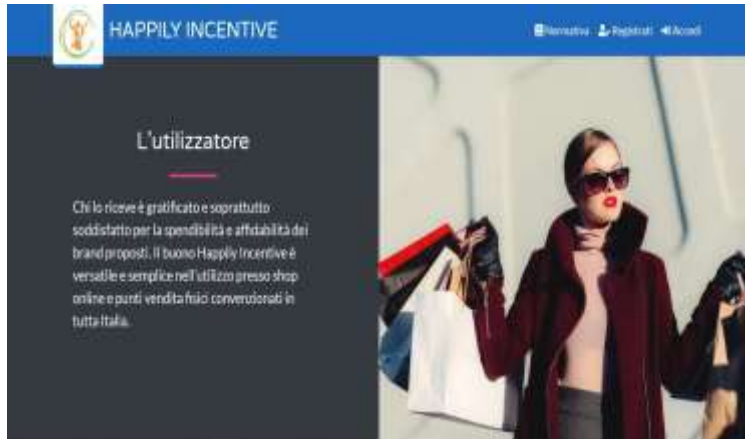 HAPPILY INCENTIVE
Normativa Registrati Accedi
L'utilizzatore
Chi lo riceve è gratificato e soprattutto
soddisfatto per la spendibilità e affidabilità dei
brand proposti. Il buono Happily Incentive è
versatile e semplice nell'utilizzo presso shop
online e punti vendita fisici convenzionati in
tutta Italia.